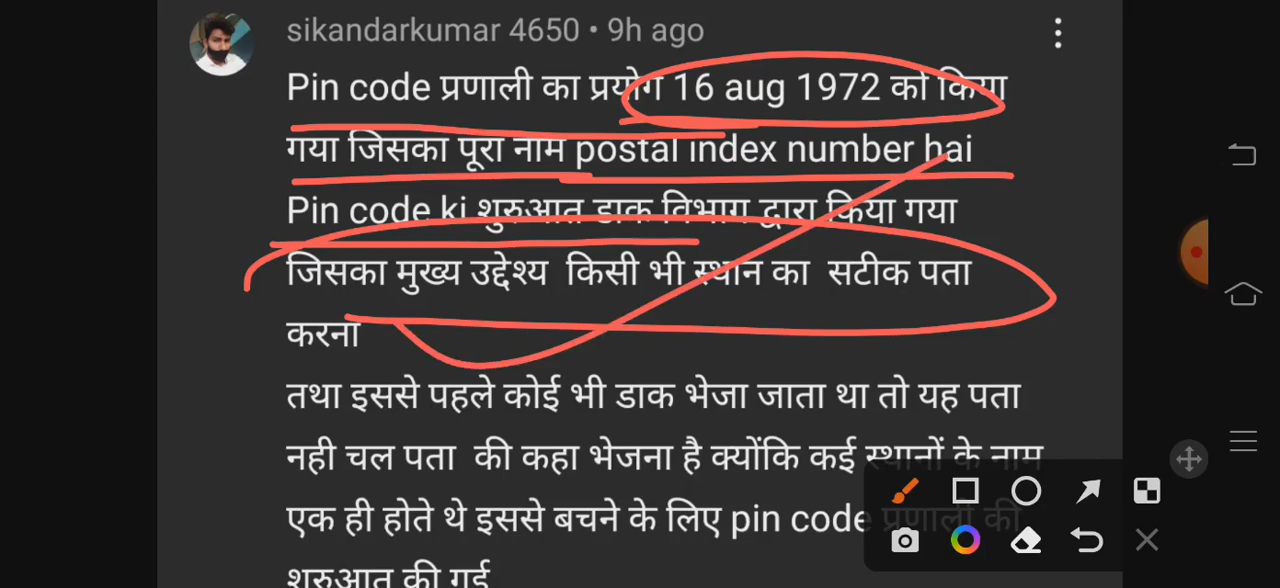 sikandarkumar 4650 • 9h ago
Pin code प्रणाली का प्रयोग 16 aug 1972 को किया
गया जिसका पूरा नाम postal index number hai
Pin code ki शुरुआत डाक विभाग द्वारा किया गया
जिसका मुख्य उद्देश्य किसी भी स्थान का सटीक पता
करना
तथा इससे पहले कोई भी डाक भेजा जाता था तो यह पता
नही चल पता की कहा भेजना है क्योंकि कई स्थानों के नाम
एक ही होते थे इससे बचने के लिए pin code प्रणाली की
शुरुआत की गई